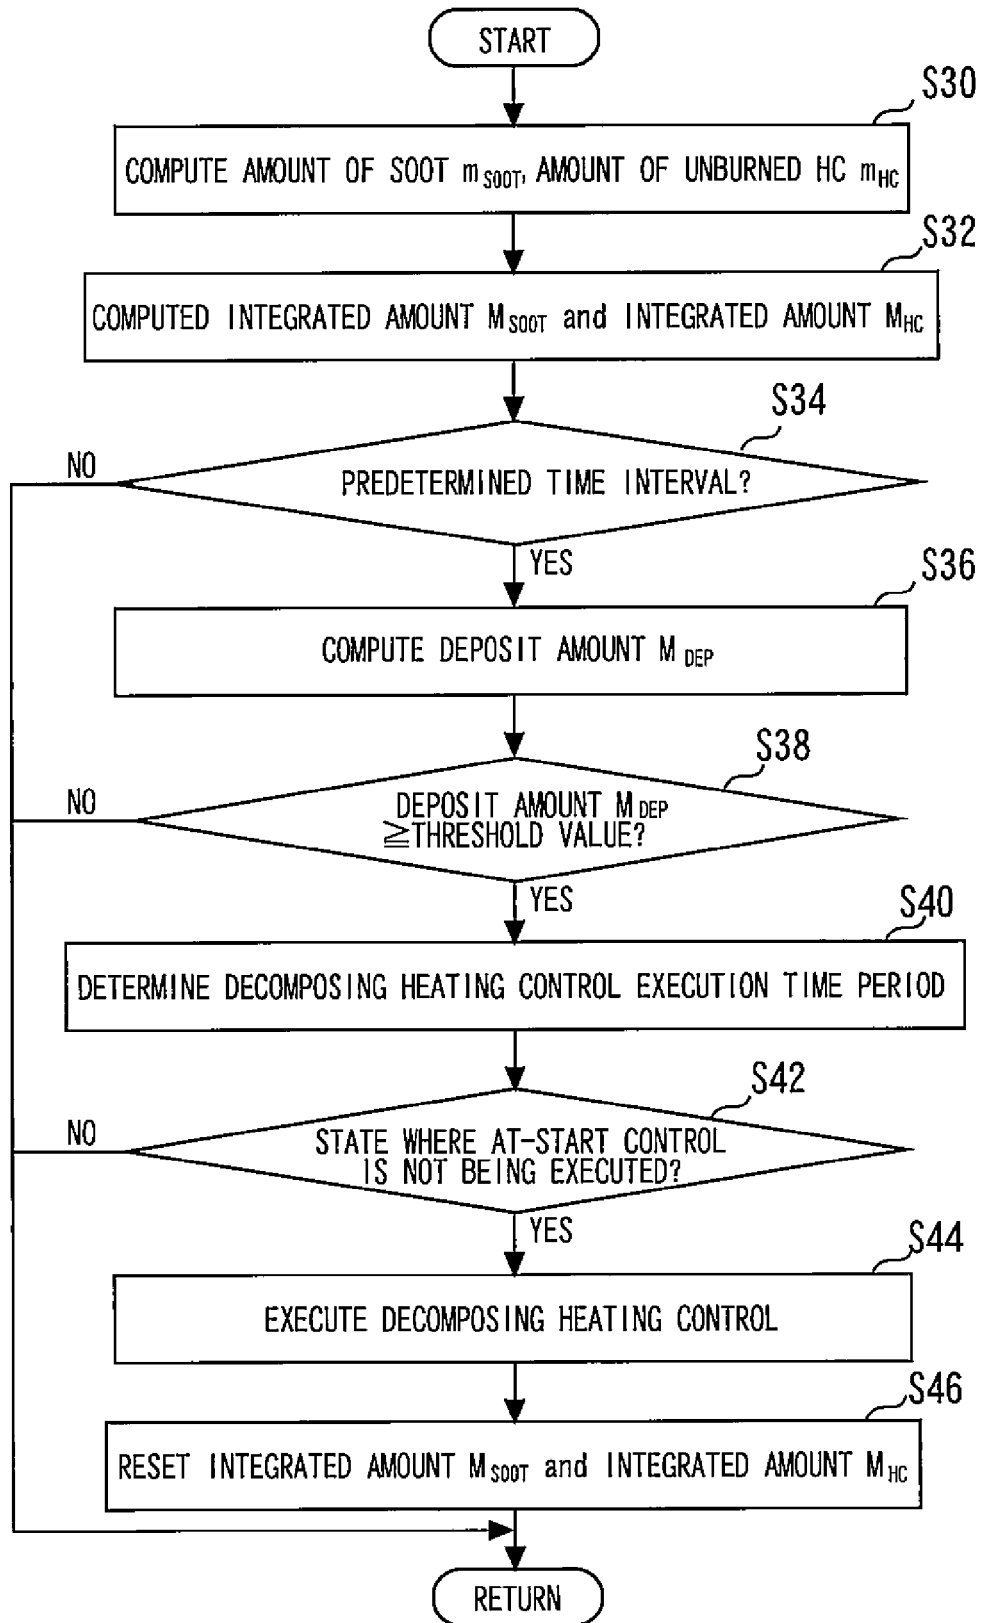 START
S30
COMPUTE AMOUNT OF SOOT mSOOT, AMOUNT OF UNBURNED HC mHC
S32
COMPUTED INTEGRATED AMOUNT MSOOT and INTEGRATED AMOUNT MHC
S34
NO
PREDETERMINED TIME INTERVAL?
YES
S36
COMPUTE DEPOSIT AMOUNT M DEP
S38
NO
DEPOSIT AMOUNT MDEP
≧THRESHOLD VALUE?
YES
S40
DETERMINE DECOMPOSING HEATING CONTROL EXECUTION TIME PERIOD
S42
NO
STATE WHERE AT-START CONTROL
IS NOT BEING EXECUTED?
YES
S44
EXECUTE DECOMPOSING HEATING CONTROL
S46
RESET INTEGRATED AMOUNT MSOOT and INTEGRATED AMOUNT MHC
RETURN